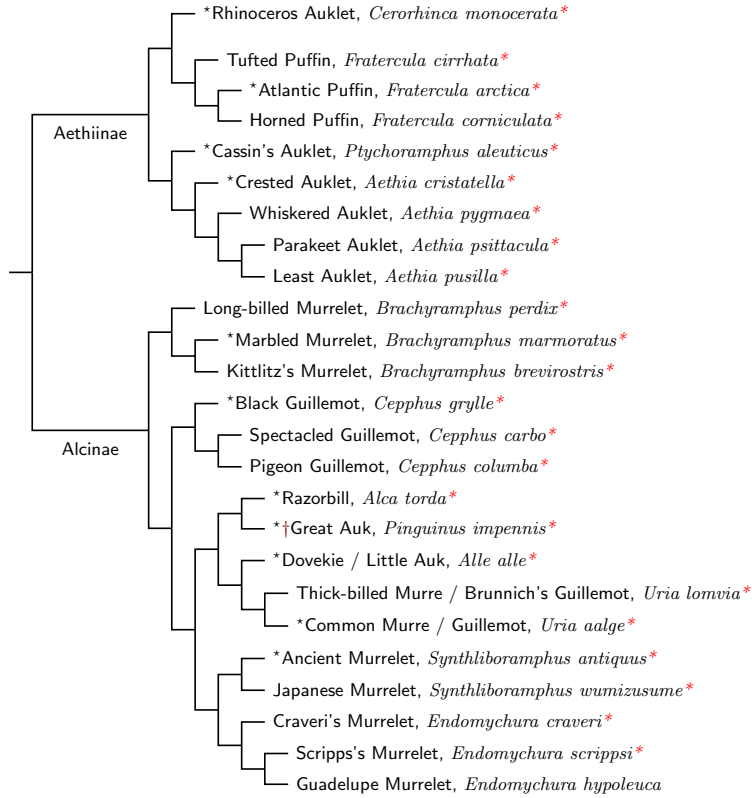 *Rhinoceros Auklet, Cerorhinca monocerata*
Tufted Puffin, Fratercula cirrhata*
*Atlantic Puffin, Fratercula arctica*
Horned Puffin, Fratercula corniculata*
Aethiinae
*Cassin's Auklet, Ptychoramphus aleuticus*
*Crested Auklet, Aethia cristatella*
Whiskered Auklet, Aethia pygmaea*
Parakeet Auklet, Aethia psittacula*
Least Auklet, Aethia pusilla*
Long-billed Murrelet, Brachyramphus perdix*
*Marbled Murrelet, Brachyramphus marmoratus*
Kittlitz's Murrelet, Brachyramphus brevirostris*
*Black Guillemot, Cepphus grylle*
Spectacled Guillemot, Cepphus carbo*
Alcinae
Pigeon Guillemot, Cepphus columba*
*Razorbill, Alca torda*
*†Great Auk, Pinguinus impennis*
*Dovekie / Little Auk, Alle alle*
Thick-billed Murre / Brunnich's Guillemot, Uria lomvia*
*Common Murre / Guillemot, Uria aalge*
*Ancient Murrelet, Synthliboramphus antiquus*
Japanese Murrelet, Synthliboramphus wumizusume*
Craveri's Murrelet, Endomychura craveri*
Scripps's Murrelet, Endomychura scrippsi*
Guadelupe Murrelet, Endomychura hypoleuca